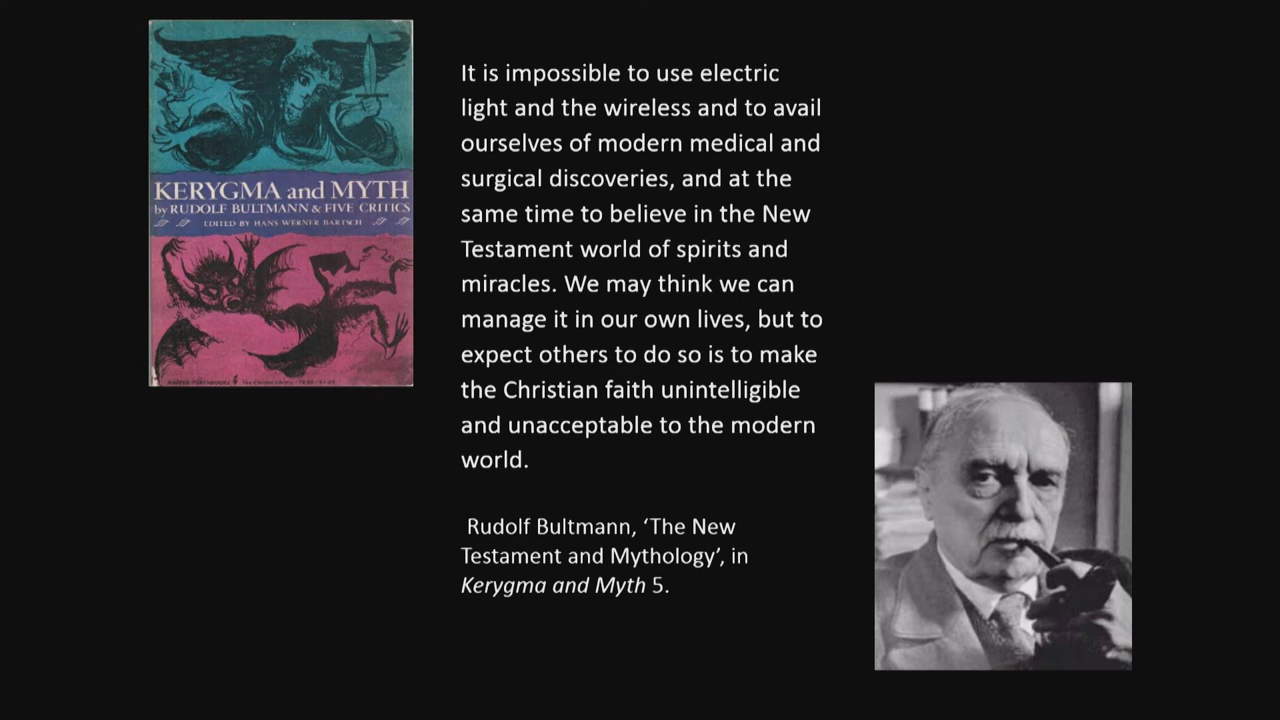 KERYGMA and MYTH
by RUDOLF BULTMANN & FIVE CRITICS
EDITED BY HANS WERNER BARTSCH
It is impossible to use electric
light and the wireless and to avail
ourselves of modern medical and
surgical discoveries, and at the
same time to believe in the New
Testament world of spirits and
miracles. We may think we can
manage it in our own lives, but to
expect others to do so is to make
the Christian faith unintelligible
and unacceptable to the modern
world.
Rudolf Bultmann, ‘The New
Testament and Mythology’, in
Kerygma and Myth 5.